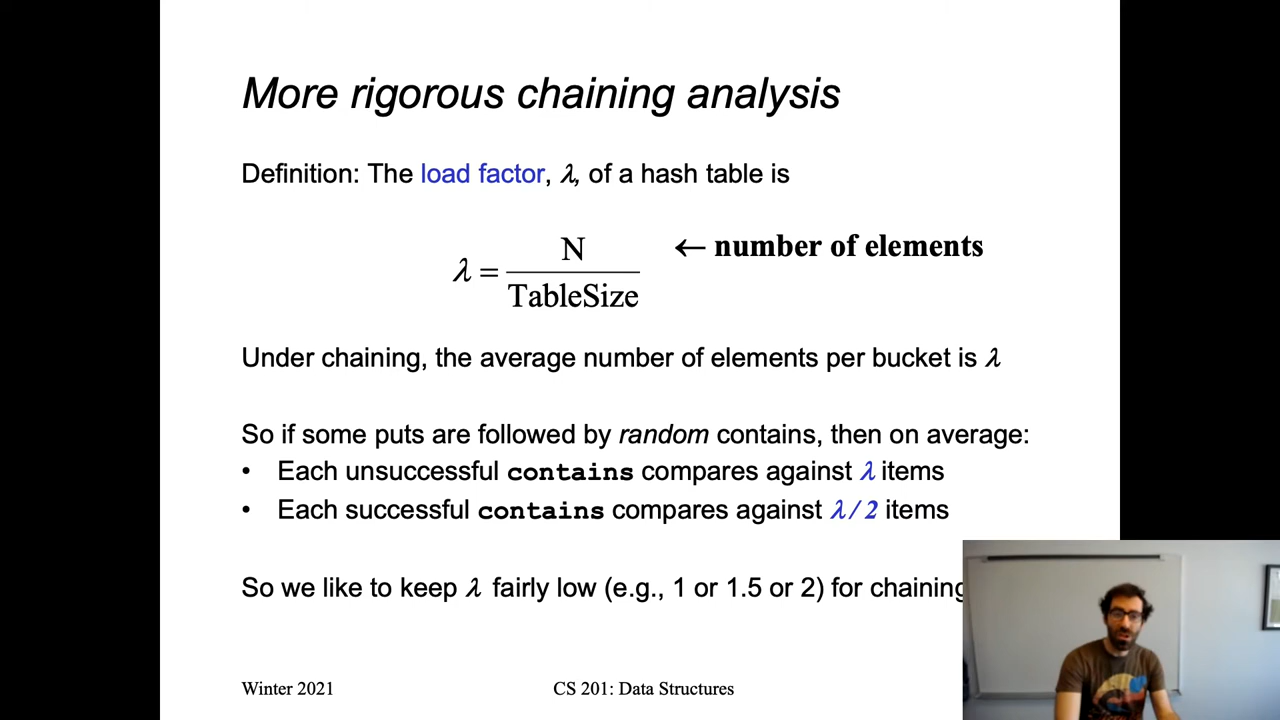 More rigorous chaining analysis
Definition: The load factor, λ, of a hash table is
λ = N / TableSize ← number of elements
Under chaining, the average number of elements per bucket is λ
So if some puts are followed by random contains, then on average:
• Each unsuccessful contains compares against λ items
• Each successful contains compares against λ / 2 items
So we like to keep λ fairly low (e.g., 1 or 1.5 or 2) for chaining
Winter 2021
CS 201: Data Structures